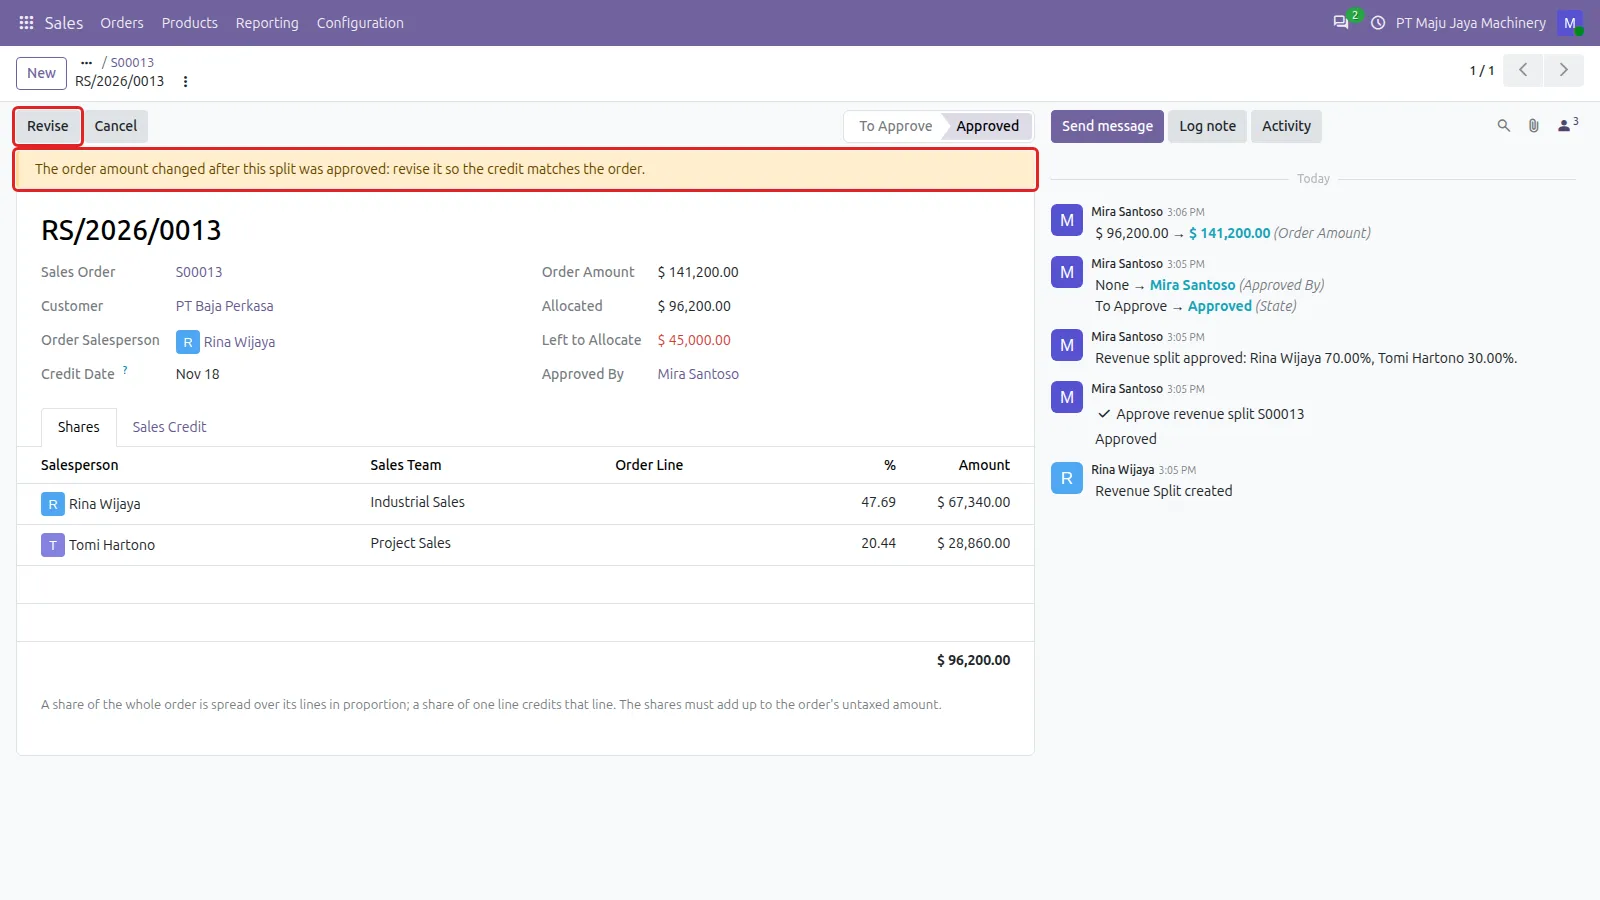 Sales Orders Products Reporting Configuration 2 PT Maju Jaya Machinery M
New ... / S00013
RS/2026/0013
1 / 1
Revise Cancel To Approve Approved Send message Log note Activity 3
The order amount changed after this split was approved: revise it so the credit matches the order.
RS/2026/0013
Sales Order S00013
Customer PT Baja Perkasa
Order Salesperson R Rina Wijaya
Credit Date ? Nov 18
Order Amount $ 141,200.00
Allocated $ 96,200.00
Left to Allocate $ 45,000.00
Approved By Mira Santoso
Shares Sales Credit
Salesperson Sales Team Order Line % Amount
R Rina Wijaya Industrial Sales 47.69 $ 67,340.00
T Tomi Hartono Project Sales 20.44 $ 28,860.00
$ 96,200.00
A share of the whole order is spread over its lines in proportion; a share of one line credits that line. The shares must add up to the order's untaxed amount.
Today
M Mira Santoso 3:06 PM
$ 96,200.00 → $ 141,200.00 (Order Amount)
M Mira Santoso 3:05 PM
None → Mira Santoso (Approved By)
To Approve → Approved (State)
M Mira Santoso 3:05 PM
Revenue split approved: Rina Wijaya 70.00%, Tomi Hartono 30.00%.
M Mira Santoso 3:05 PM
✓ Approve revenue split S00013
Approved
R Rina Wijaya 3:05 PM
Revenue Split created